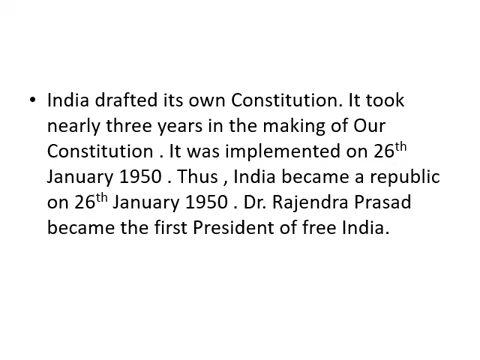 • India drafted its own Constitution. It took
nearly three years in the making of Our
Constitution . It was implemented on 26th
January 1950 . Thus , India became a republic
on 26th January 1950 . Dr. Rajendra Prasad
became the first President of free India.